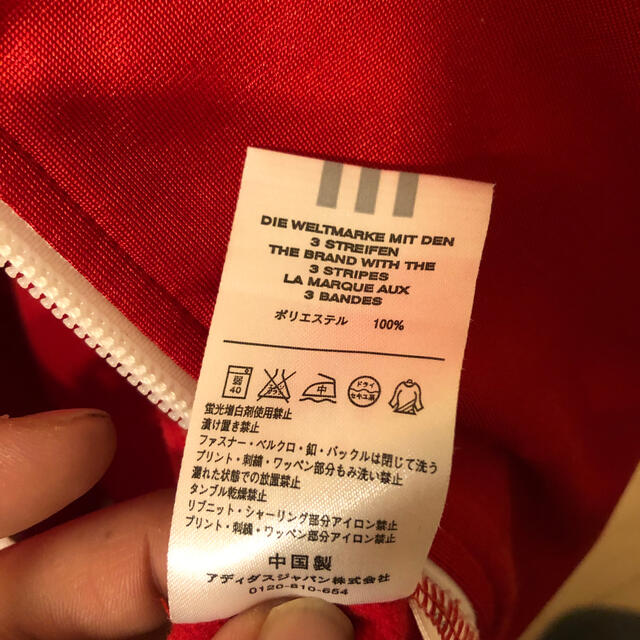 DIE WELTMARKE MIT DEN
3 STREIFEN
THE BRAND WITH THE
3 STRIPES
LA MARQUE AUX
3 BANDES
ポリエステル 100%
弱 40 中 ドライ セキユ系
蛍光増白剤使用禁止
漬け置き禁止
ファスナー・ベルクロ・釦・バックルは閉じて洗う
プリント・刺繍・ワッペン部分もみ洗い禁止
濡れた状態での放置禁止
タンブル乾燥禁止
リブニット・シャーリング部分アイロン禁止
プリント・刺繍・ワッペン部分アイロン禁止
中国製
アディダスジャパン株式会社
0120-810-654